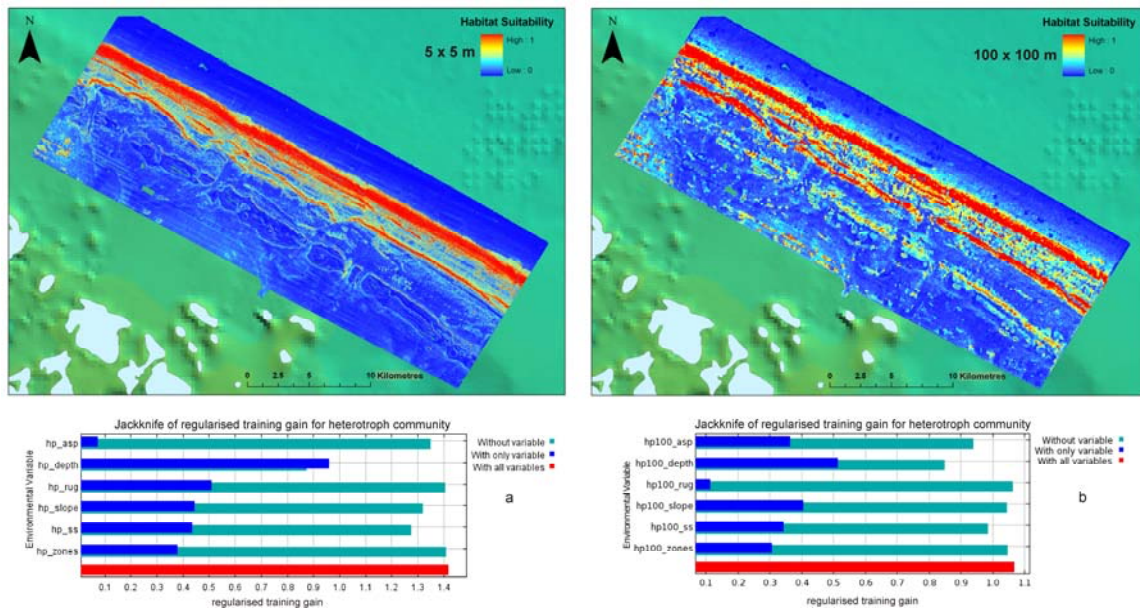 N
Habitat Suitability
5 x 5 m
High : 1
Low : 0
0 2.5 5 10 Kilometres
N
Habitat Suitability
100 x 100 m
High : 1
Low : 0
0 2.5 5 10 Kilometres
Jackknife of regularised training gain for heterotroph community
Environmental Variable
hp_asp
hp_depth
hp_rug
hp_slope
hp_ss
hp_zones
Without variable
With only variable
With all variables
a
0.1 0.2 0.3 0.4 0.5 0.6 0.7 0.8 0.9 1.0 1.1 1.2 1.3 1.4
regularised training gain
Jackknife of regularised training gain for heterotroph community
Environmental Variable
hp100_asp
hp100_depth
hp100_rug
hp100_slope
hp100_ss
hp100_zones
Without variable
With only variable
With all variables
b
0.1 0.2 0.3 0.4 0.5 0.6 0.7 0.8 0.9 1.0 1.1
regularised training gain